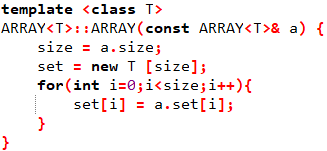 template <class T>
ARRAY<T>::ARRAY(const ARRAY<T>& a) {
    size = a.size;
    set = new T [size];
    for(int i=0;i<size;i++){
        set[i] = a.set[i];
    }
}